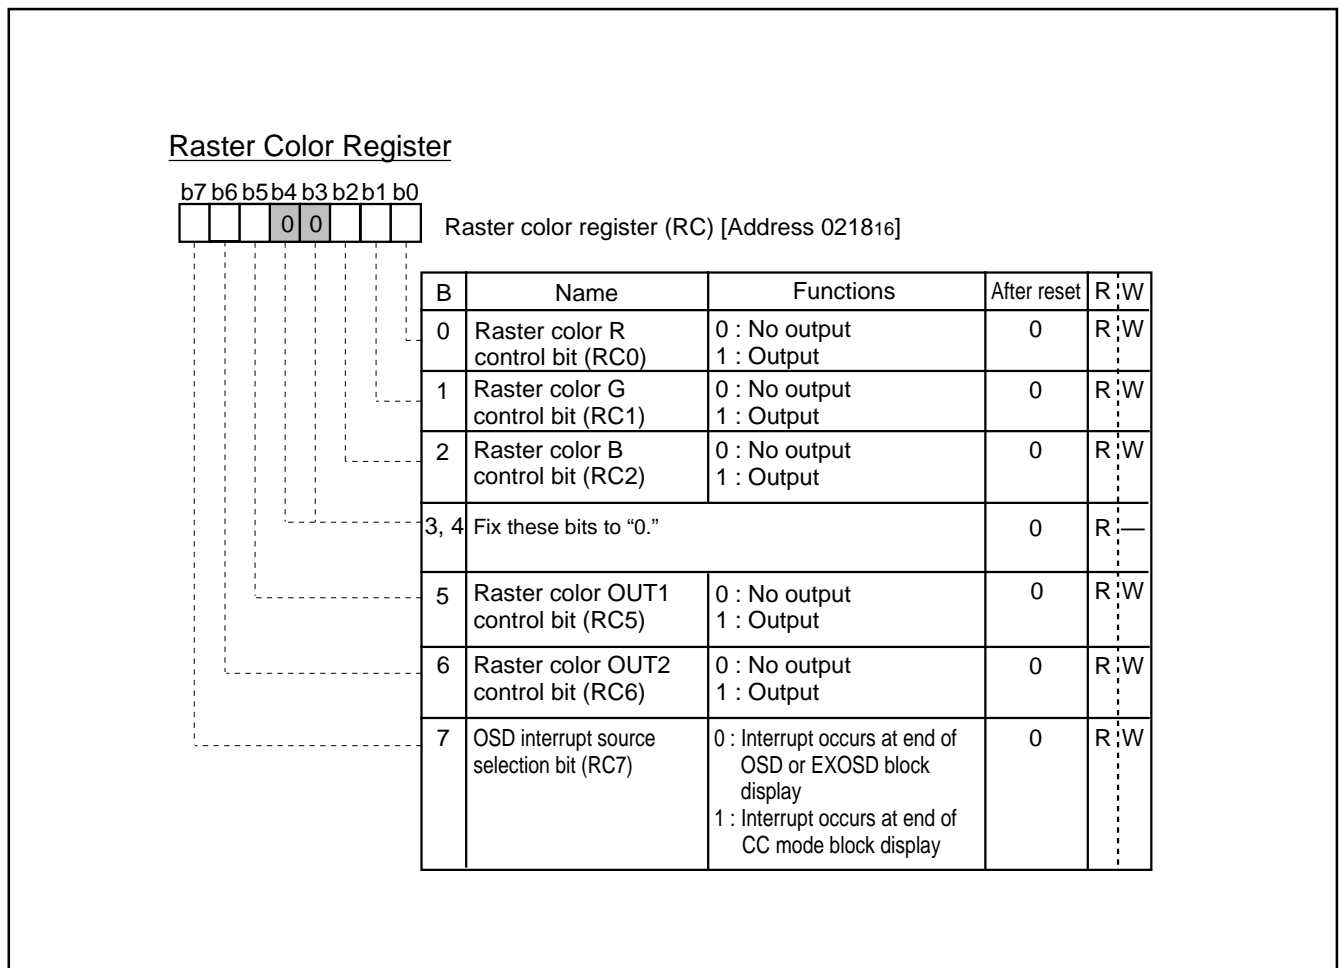 Raster Color Register
b7 b6 b5 b4 b3 b2 b1 b0
0 0
Raster color register (RC) [Address 021816]
B Name Functions After reset R W
0 Raster color R 0 : No output 0 R W
control bit (RC0) 1 : Output
1 Raster color G 0 : No output 0 R W
control bit (RC1) 1 : Output
2 Raster color B 0 : No output 0 R W
control bit (RC2) 1 : Output
3, 4 Fix these bits to “0.” 0 R —
5 Raster color OUT1 0 : No output 0 R W
control bit (RC5) 1 : Output
6 Raster color OUT2 0 : No output 0 R W
control bit (RC6) 1 : Output
7 OSD interrupt source 0 : Interrupt occurs at end of 0 R W
selection bit (RC7) OSD or EXOSD block
display
1 : Interrupt occurs at end of
CC mode block display